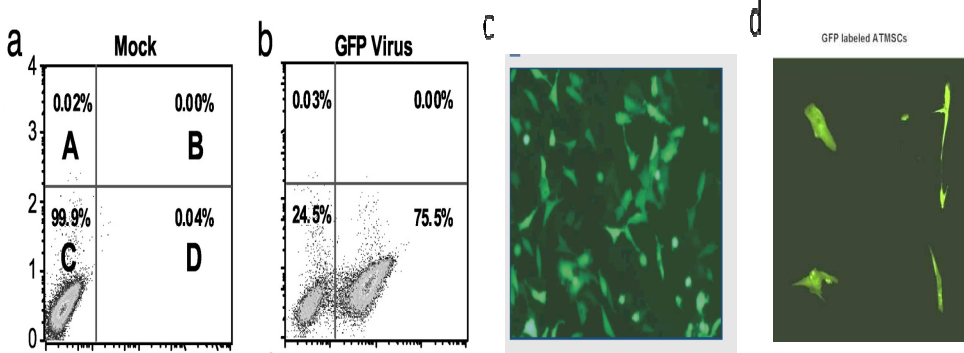 a
Mock
4
0.02%
0.00%
3
A
B
2
99.9%
0.04%
C
D
1
0
b
GFP Virus
0.03%
0.00%
24.5%
75.5%
c
d
GFP labeled ATMSCs